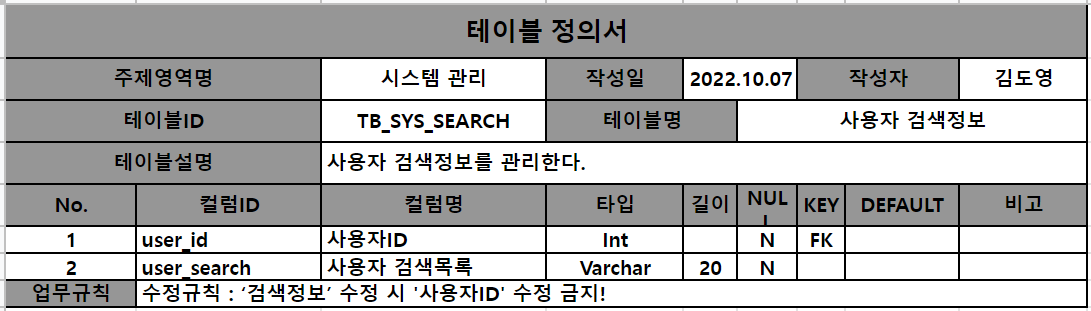 테이블 정의서
주제영역명 시스템 관리 작성일 2022.10.07 작성자 김도영
테이블ID TB_SYS_SEARCH 테이블명 사용자 검색정보
테이블설명 사용자 검색정보를 관리한다.
No. 컬럼ID 컬럼명 타입 길이 NULL KEY DEFAULT 비고
1 user_id 사용자ID Int N FK
2 user_search 사용자 검색목록 Varchar 20 N
업무규칙 수정규칙 : ‘검색정보’ 수정 시 '사용자ID' 수정 금지!